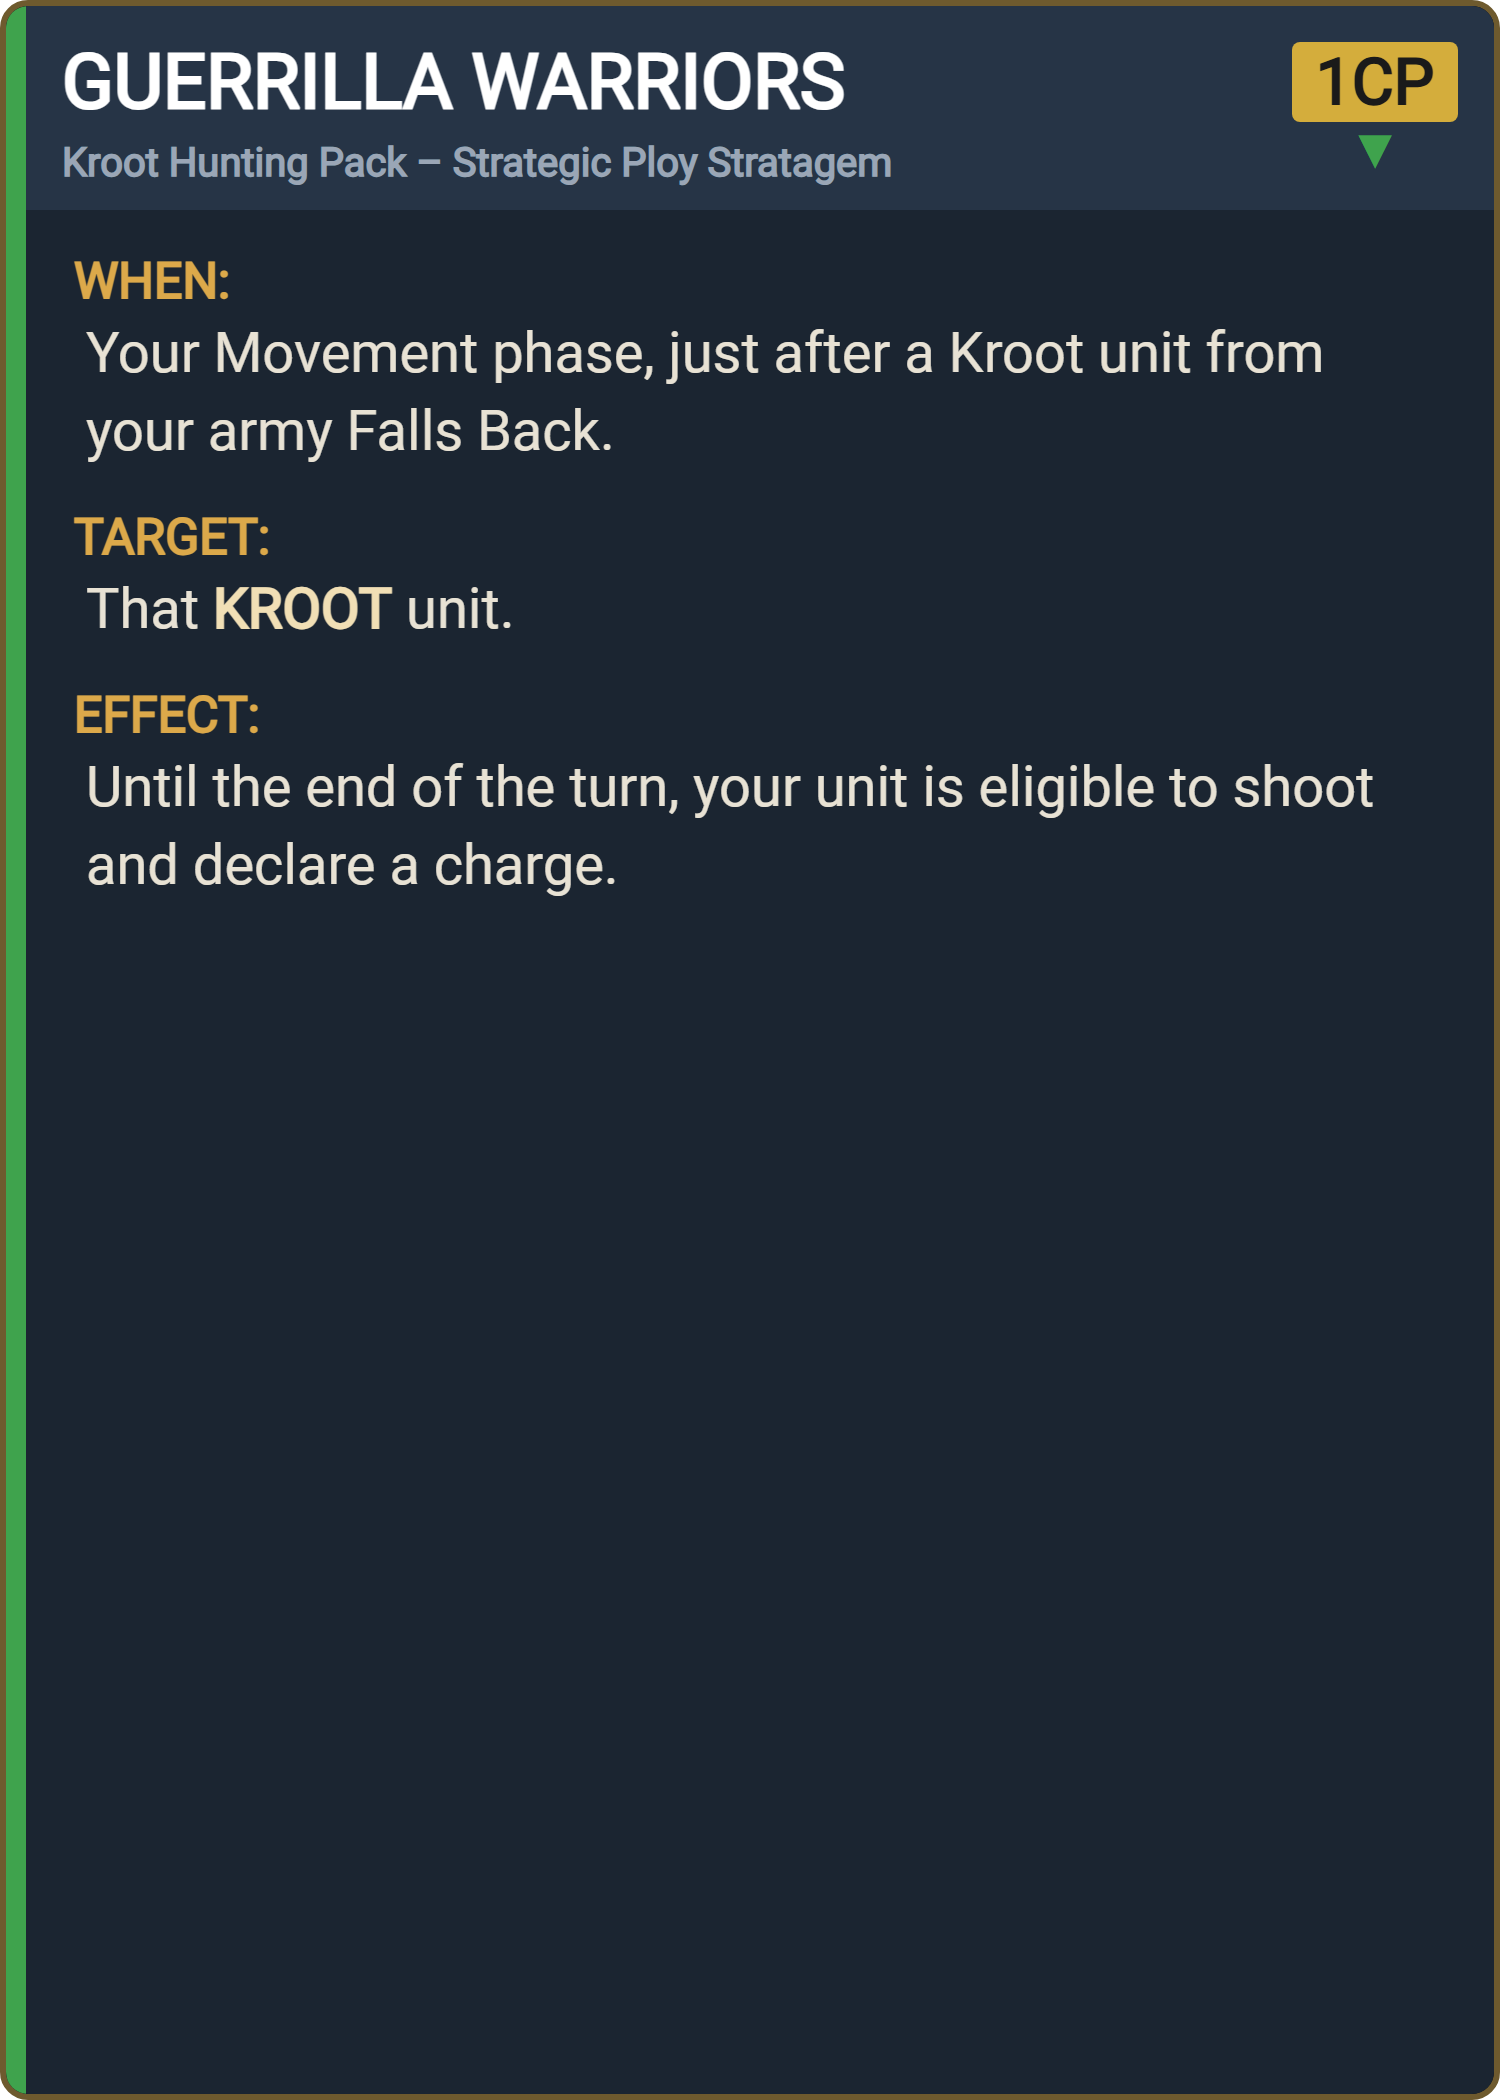 GUERRILLA WARRIORS
1CP
Kroot Hunting Pack – Strategic Ploy Stratagem
WHEN:
Your Movement phase, just after a Kroot unit from
your army Falls Back.
TARGET:
That KROOT unit.
EFFECT:
Until the end of the turn, your unit is eligible to shoot
and declare a charge.